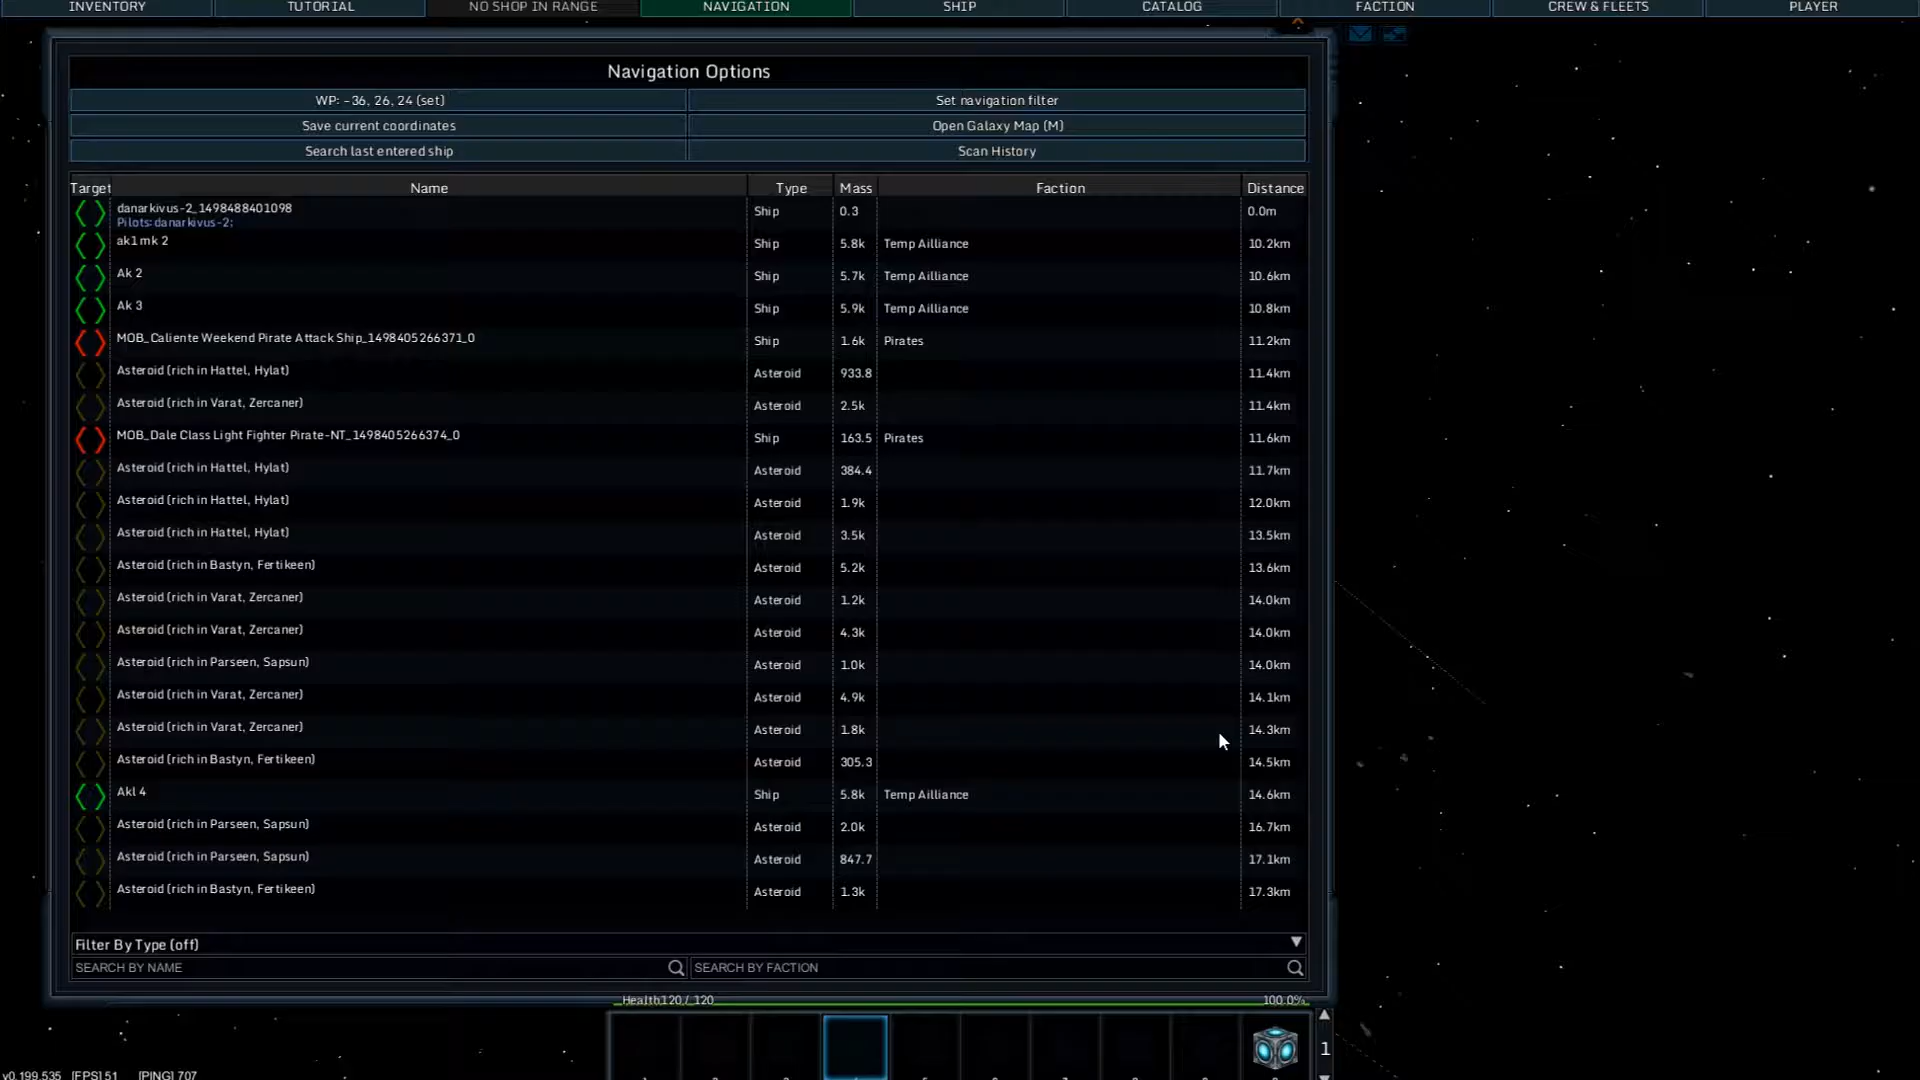 INVENTORY TUTORIAL NO SHOP IN RANGE NAVIGATION SHIP CATALOG FACTION CREW & FLEETS PLAYER
Navigation Options
WP: -36, 26, 24 (set) Set navigation filter
Save current coordinates Open Galaxy Map (M)
Search last entered ship Scan History
Target Name Type Mass Faction Distance
danarkivus-2_1498488401098 Ship 0.3 0.0m
Pilots: danarkivus-2;
ak1 mk 2 Ship 5.8k Temp Ailliance 10.2km
Ak 2 Ship 5.7k Temp Ailliance 10.6km
Ak 3 Ship 5.9k Temp Ailliance 10.8km
MOB_Caliente Weekend Pirate Attack Ship_1498405266371_0 Ship 1.6k Pirates 11.2km
Asteroid (rich in Hattel, Hylat) Asteroid 933.8 11.4km
Asteroid (rich in Varat, Zercaner) Asteroid 2.5k 11.4km
MOB_Dale Class Light Fighter Pirate-NT_1498405266374_0 Ship 163.5 Pirates 11.6km
Asteroid (rich in Hattel, Hylat) Asteroid 384.4 11.7km
Asteroid (rich in Hattel, Hylat) Asteroid 1.9k 12.0km
Asteroid (rich in Hattel, Hylat) Asteroid 3.5k 13.5km
Asteroid (rich in Bastyn, Fertikeen) Asteroid 5.2k 13.6km
Asteroid (rich in Varat, Zercaner) Asteroid 1.2k 14.0km
Asteroid (rich in Varat, Zercaner) Asteroid 4.3k 14.0km
Asteroid (rich in Parseen, Sapsun) Asteroid 1.0k 14.0km
Asteroid (rich in Varat, Zercaner) Asteroid 4.9k 14.1km
Asteroid (rich in Varat, Zercaner) Asteroid 1.8k 14.3km
Asteroid (rich in Bastyn, Fertikeen) Asteroid 305.3 14.5km
Akl 4 Ship 5.8k Temp Ailliance 14.6km
Asteroid (rich in Parseen, Sapsun) Asteroid 2.0k 16.7km
Asteroid (rich in Parseen, Sapsun) Asteroid 847.7 17.1km
Asteroid (rich in Bastyn, Fertikeen) Asteroid 1.3k 17.3km
Filter By Type (off)
SEARCH BY NAME SEARCH BY FACTION
Health120 / 120 100.0%
1
v0.199.535 [FPS] 51 [PING] 707